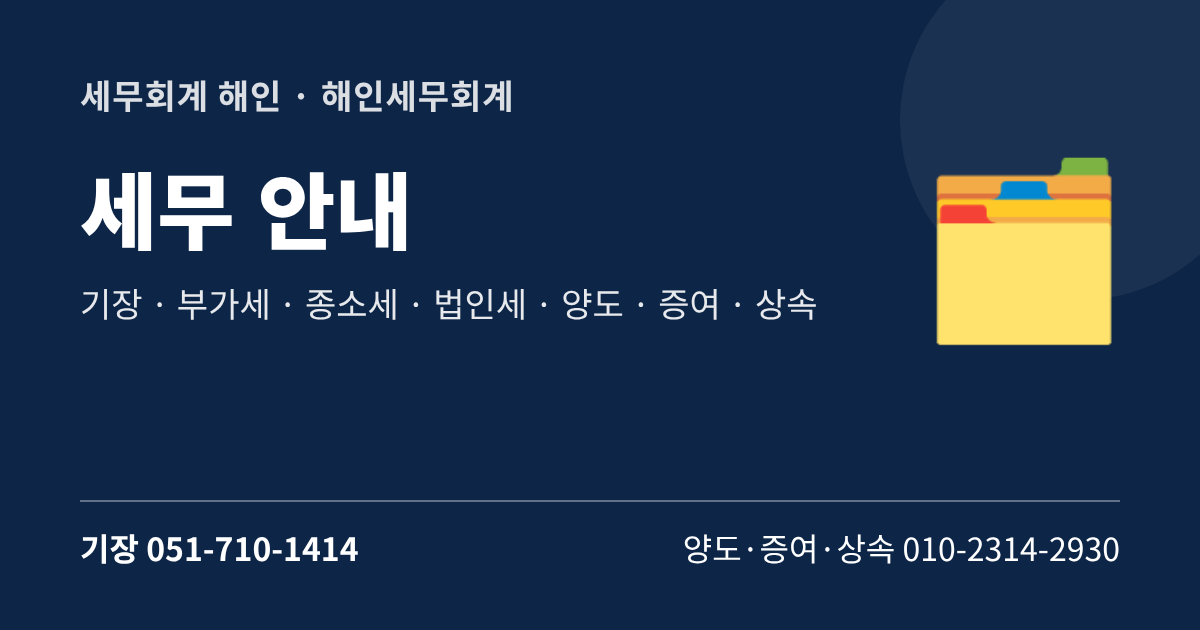 세무회계 해인 · 해인세무회계
세무 안내
기장 · 부가세 · 종소세 · 법인세 · 양도 · 증여 · 상속
기장 051-710-1414
양도·증여·상속 010-2314-2930